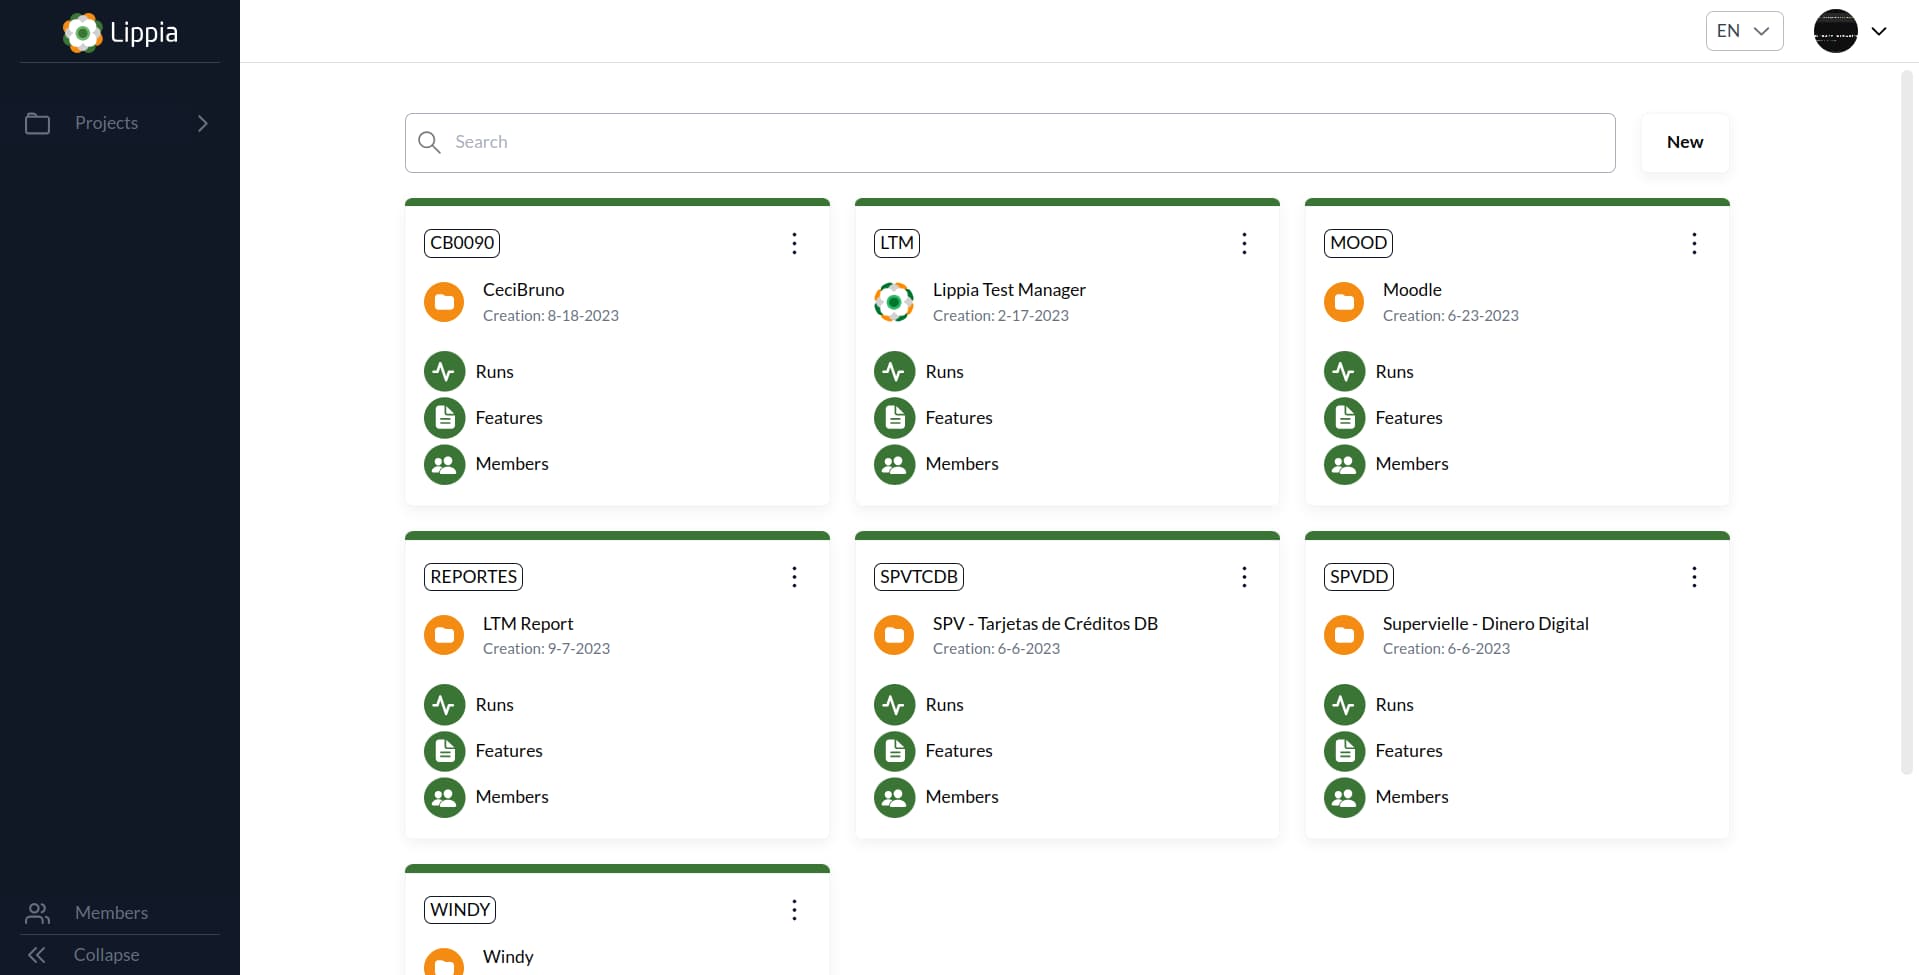 Lippia
EN
Projects
Search
New
CB0090
CeciBruno
Creation: 8-18-2023
Runs
Features
Members
LTM
Lippia Test Manager
Creation: 2-17-2023
Runs
Features
Members
MOOD
Moodle
Creation: 6-23-2023
Runs
Features
Members
REPORTES
LTM Report
Creation: 9-7-2023
Runs
Features
Members
SPVTCDB
SPV - Tarjetas de Créditos DB
Creation: 6-6-2023
Runs
Features
Members
SPVDD
Supervielle - Dinero Digital
Creation: 6-6-2023
Runs
Features
Members
WINDY
Windy
Members
Collapse